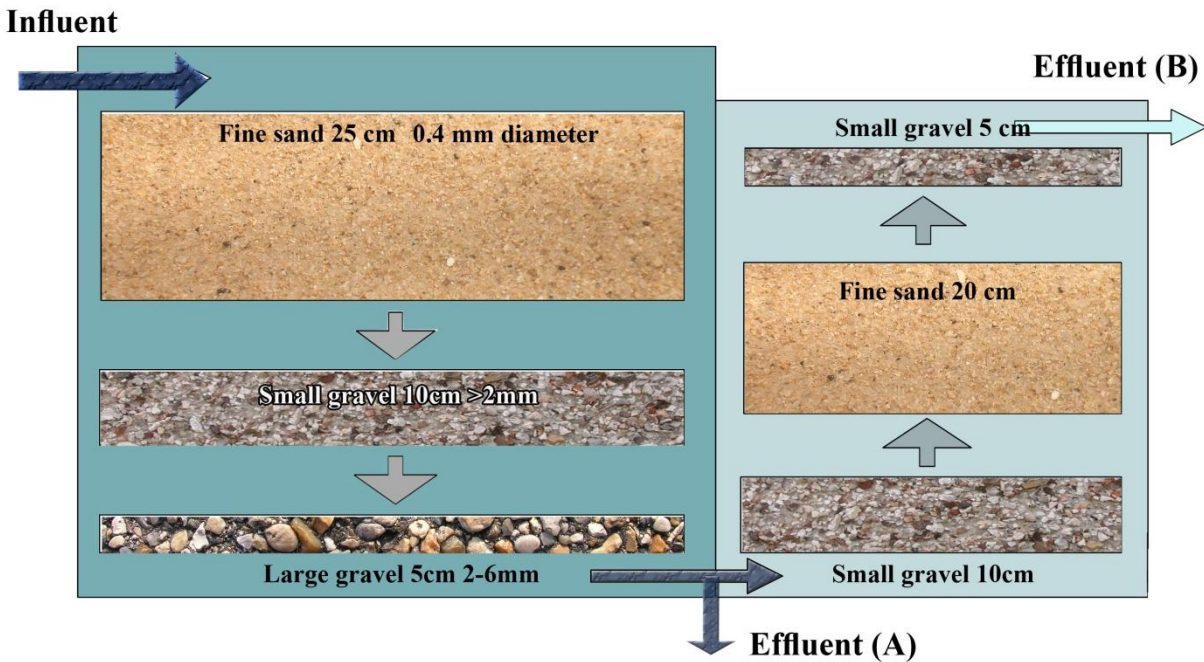 Influent
Effluent (B)
Fine sand 25 cm 0.4 mm diameter
Small gravel 5 cm
Fine sand 20 cm
Small gravel 10cm >2mm
Large gravel 5cm 2-6mm
Small gravel 10cm
Effluent (A)